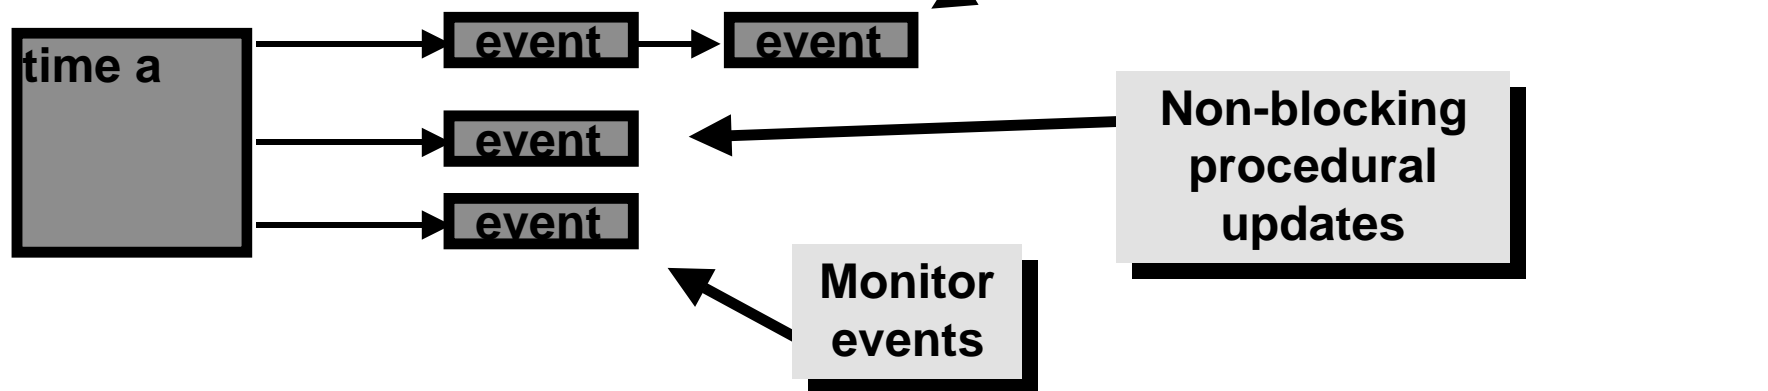 event
event
time a
event
event
Non-blocking
procedural
updates
Monitor
events